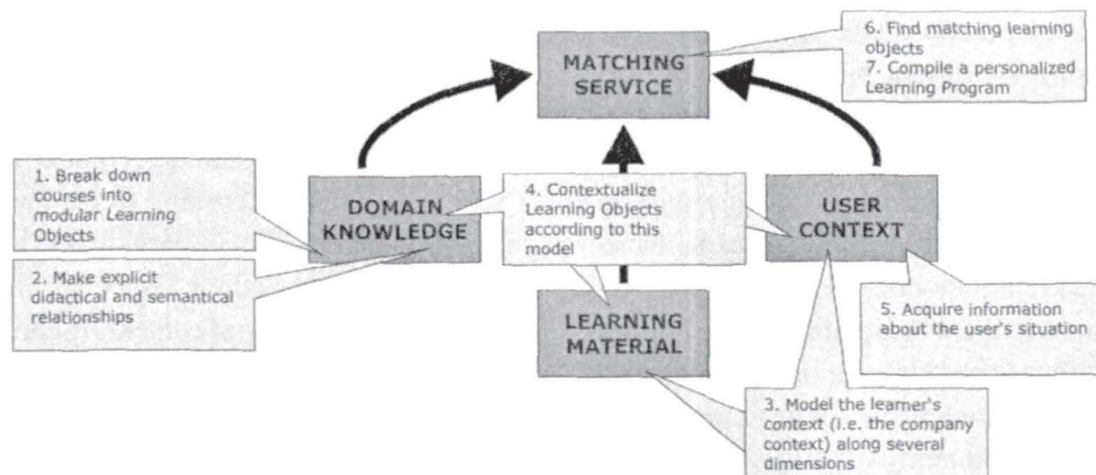 6. Find matching learning
objects
7. Compile a personalized
Learning Program
MATCHING
SERVICE
1. Break down
courses into
modular Learning
Objects
DOMAIN
KNOWLEDGE
4. Contextualize
Learning Objects
according to this
model
USER
CONTEXT
2. Make explicit
didactical and semantical
relationships
5. Acquire information
about the user's situation
LEARNING
MATERIAL
3. Model the learner's
context (i.e. the company
context) along several
dimensions